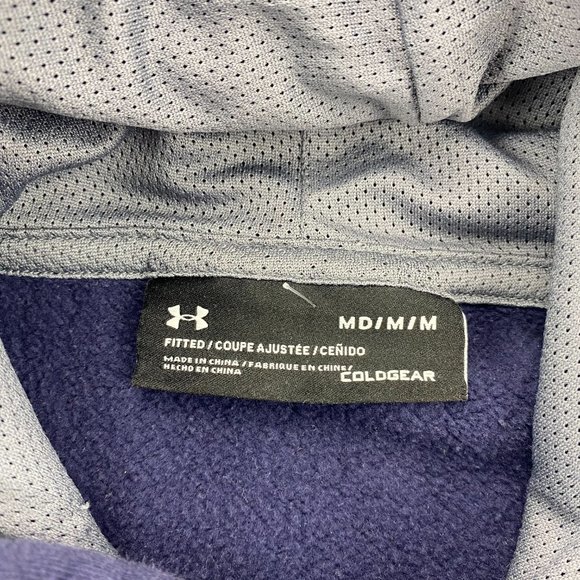 MD/M/M
FITTED / COUPE AJUSTÉE / CEÑIDO
MADE IN CHINA / FABRIQUE EN CHINE /
HECHO EN CHINA
COLDGEAR